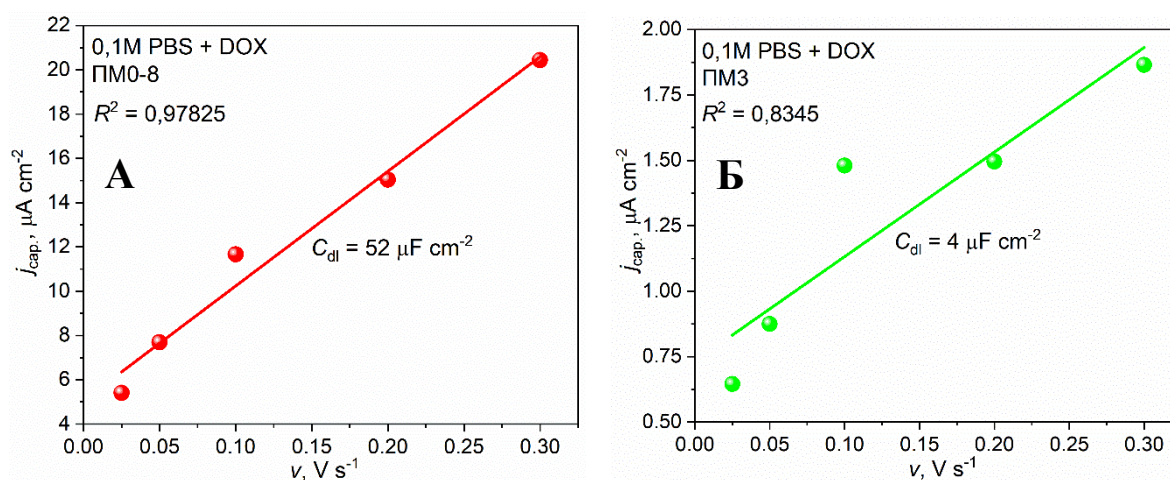 22
20
18
16
14
12
10
8
6
4
j_cap., μA cm⁻²
0,1M PBS + DOX
ПМ0-8
R² = 0,97825
А
C_dl = 52 μF cm⁻²
0.00 0.05 0.10 0.15 0.20 0.25 0.30
v, V s⁻¹
2.00
1.75
1.50
1.25
1.00
0.75
0.50
j_cap., μA cm⁻²
0,1M PBS + DOX
ПМ3
R² = 0,8345
Б
C_dl = 4 μF cm⁻²
0.00 0.05 0.10 0.15 0.20 0.25 0.30
v, V s⁻¹